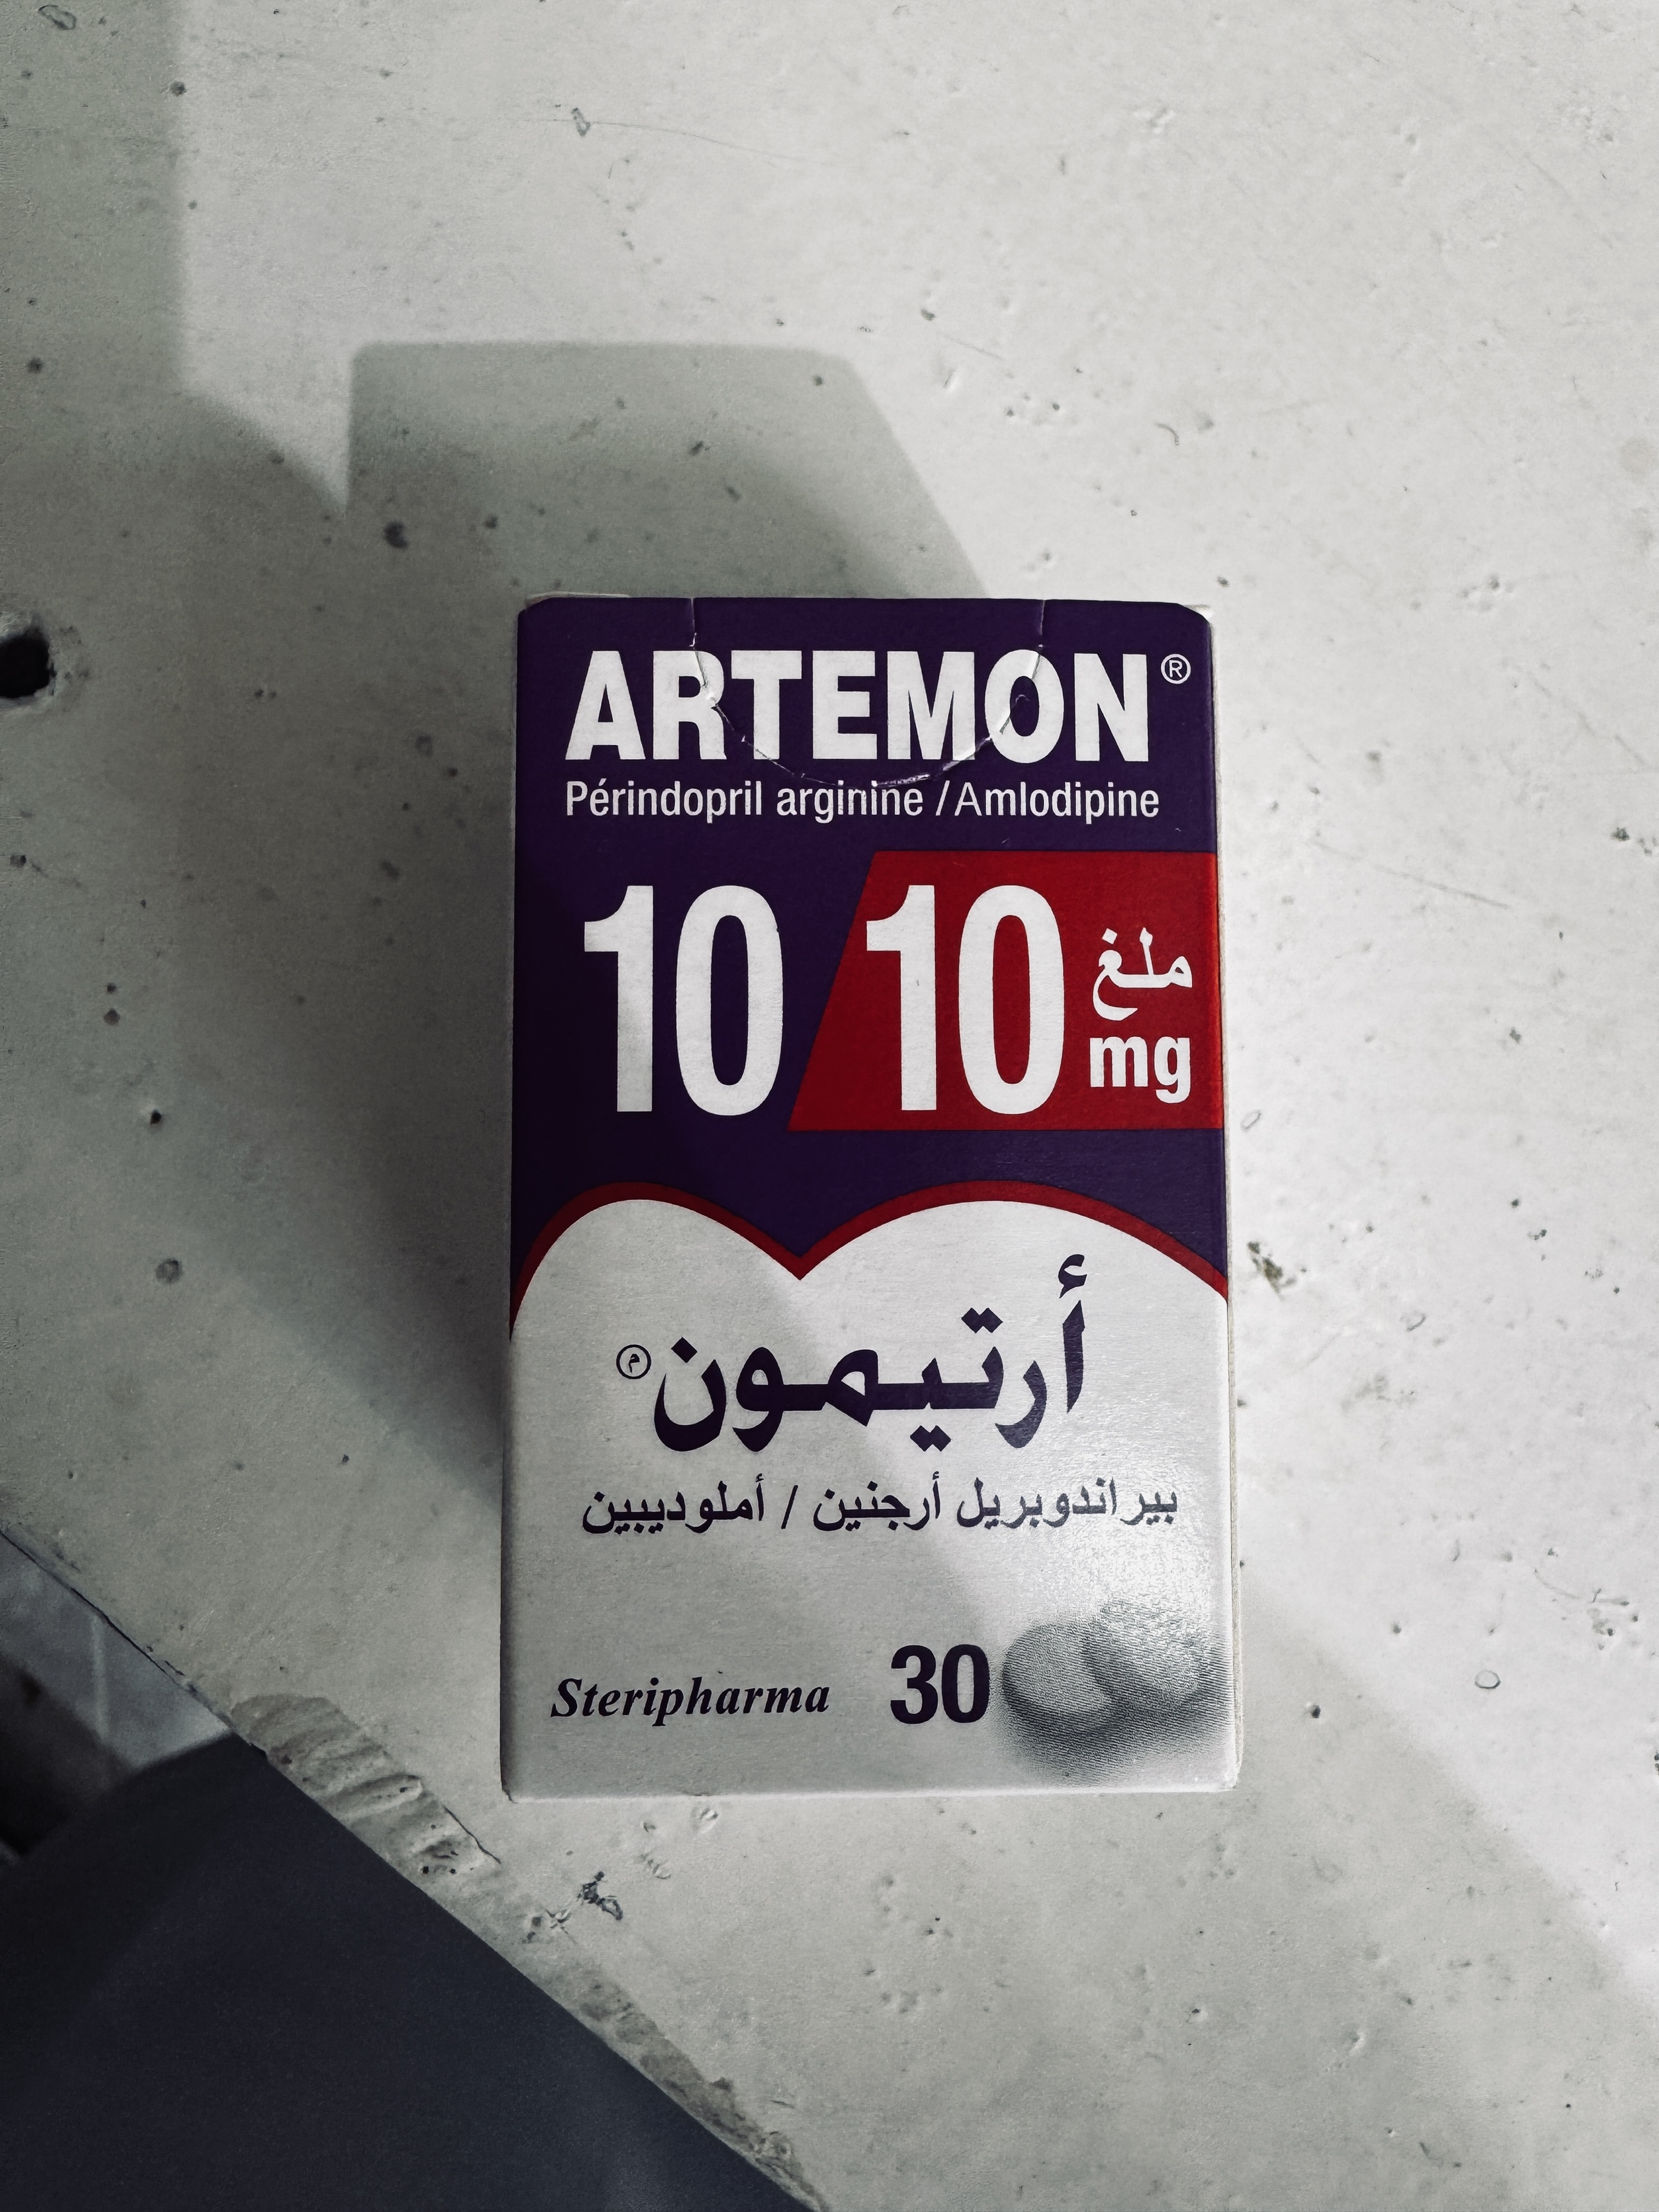 ARTEMON®
Périndopril arginine / Amlodipine
10/10 ملغ
mg
أرتيمون م
بيراندوبريل أرجنين / أملوديبين
Steripharma 30